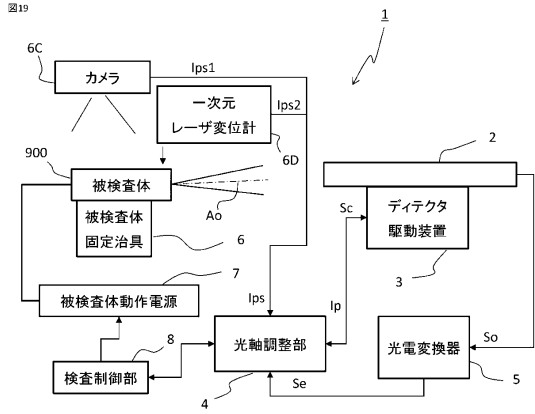 図19
1
6C
カメラ
Ips1
一次元
レーザ変位計
Ips2
6D
900
被検査体
Ao
被検査体
固定治具
6
2
Sc
ディテクタ
駆動装置
3
7
被検査体動作電源
Ips
Ip
8
検査制御部
光軸調整部
4
Se
光電変換器
So
5